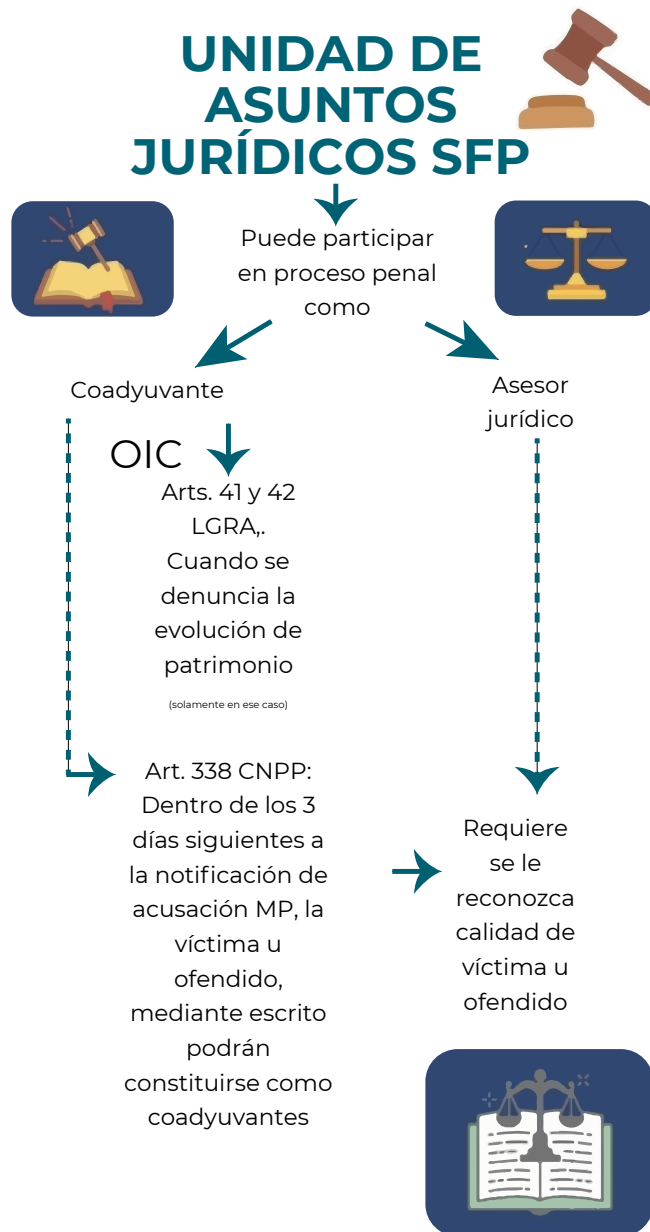 UNIDAD DE
ASUNTOS
JURÍDICOS SFP
Puede participar
en proceso penal
como
Coadyuvante
Asesor
jurídico
OIC
Arts. 41 y 42
LGRA,.
Cuando se
denuncia la
evolución de
patrimonio
(solamente en ese caso)
Art. 338 CNPP:
Dentro de los 3
días siguientes a
la notificación de
acusación MP, la
víctima u
ofendido,
mediante escrito
podrán
constituirse como
coadyuvantes
Requiere
se le
reconozca
calidad de
víctima u
ofendido